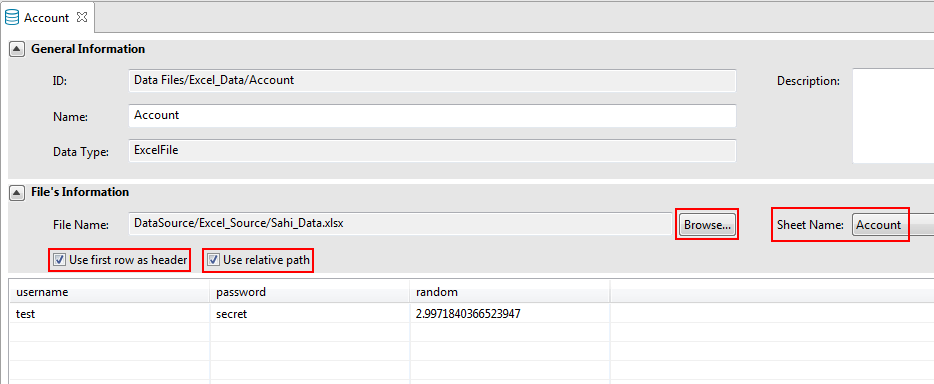 Account
General Information
ID: Data Files/Excel_Data/Account Description:
Name: Account
Data Type: ExcelFile
File's Information
File Name: DataSource/Excel_Source/Sahi_Data.xlsx Browse... Sheet Name: Account
Use first row as header Use relative path
username password random
test secret 2.9971840366523947